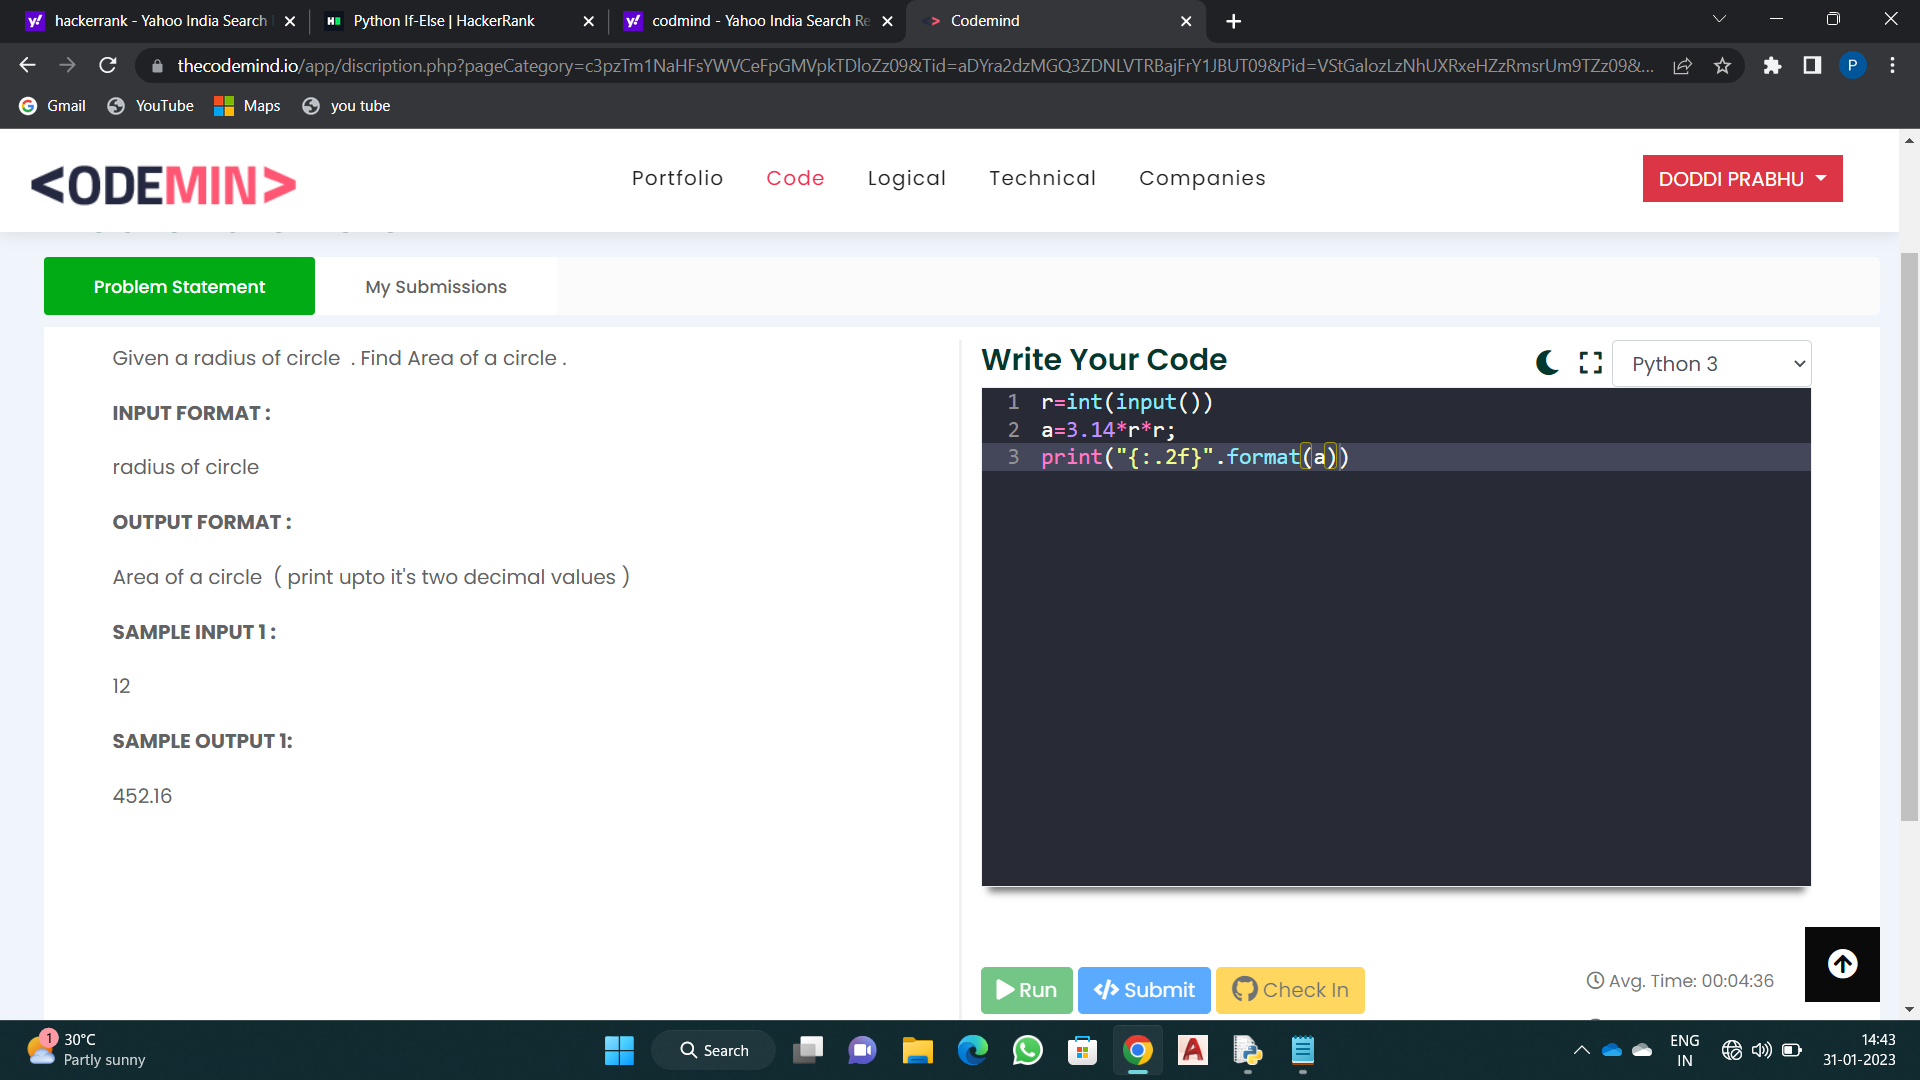 hackerrank - Yahoo India Search
Python If-Else | HackerRank
codmind - Yahoo India Search Re
Codemind
thecodemind.io/app/discription.php?pageCategory=c3pzTm1NaHFsYWVCeFpGMVpkTDloZz09&Tid=aDYra2dzMGQ3ZDNLVTRBajFrY1JBUT09&Pid=VStGalozLzNhUXRxeHZzRmsrUm9TZz09&...
P
Gmail
YouTube
Maps
you tube
<ODEMIN>
Portfolio
Code
Logical
Technical
Companies
DODDI PRABHU
Problem Statement
My Submissions
Given a radius of circle . Find Area of a circle .
INPUT FORMAT :
radius of circle
OUTPUT FORMAT :
Area of a circle ( print upto it's two decimal values )
SAMPLE INPUT 1 :
12
SAMPLE OUTPUT 1:
452.16
Write Your Code
Python 3
1 r=int(input())
2 a=3.14*r*r;
3 print("{:.2f}".format(a))
Run
</> Submit
Check In
Avg. Time: 00:04:36
1
30°C
Partly sunny
Search
ENG
IN
14:43
31-01-2023